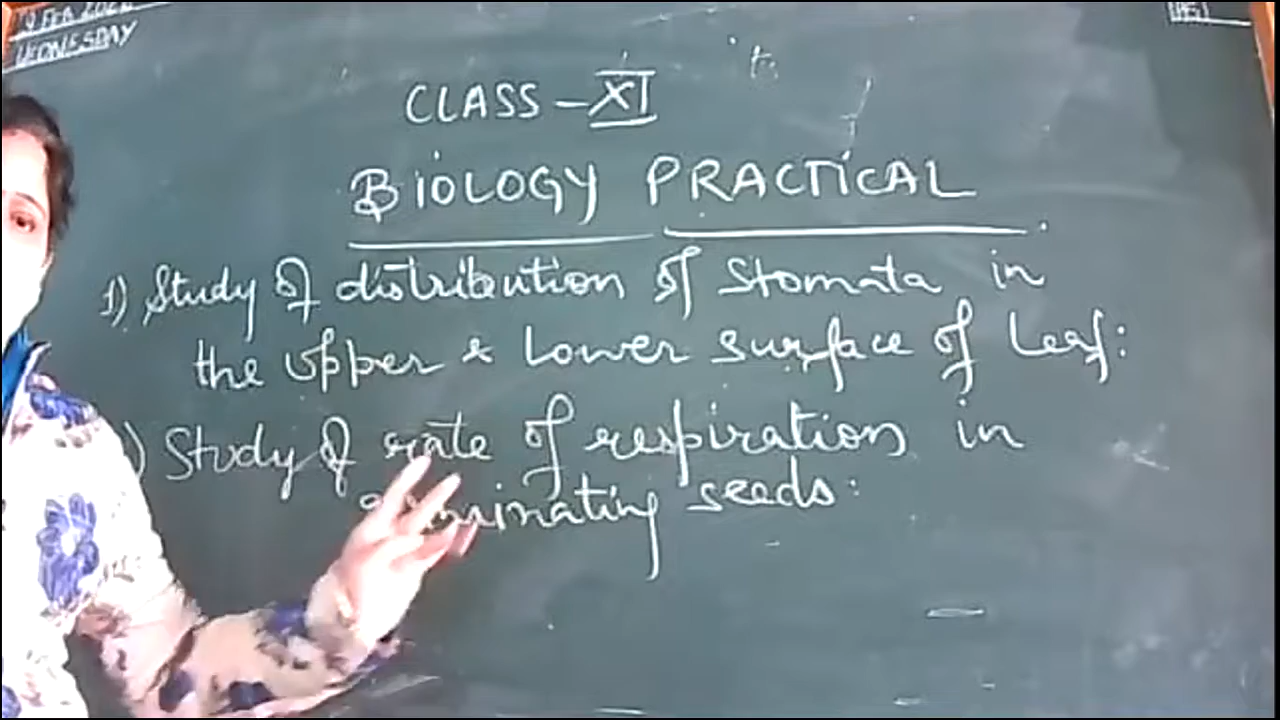 FEB
WEDNESDAY
CLASS - XI
BIOLOGY PRACTICAL
1) Study of distribution of Stomata in
the Upper & Lower surface of Leaf:
) Study of rate of respiration in
seeds: